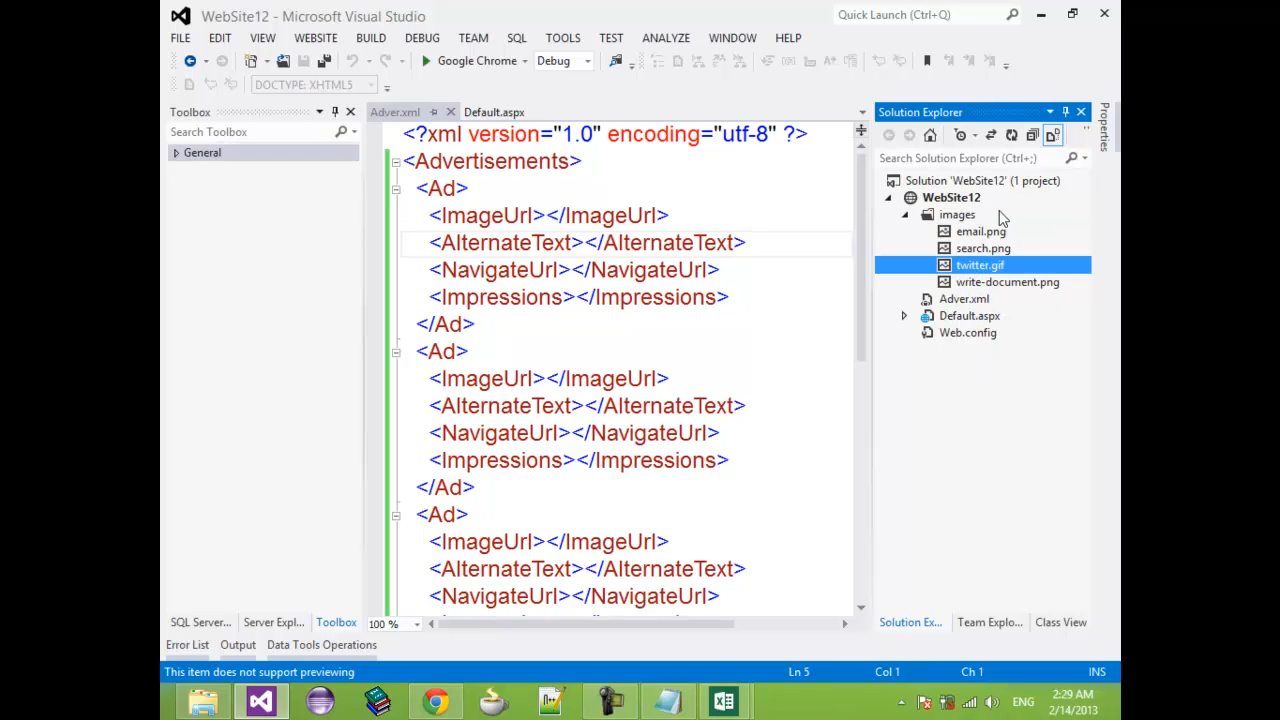 WebSite12 - Microsoft Visual Studio
Quick Launch (Ctrl+Q)
FILE EDIT VIEW WEBSITE BUILD DEBUG TEAM SQL TOOLS TEST ANALYZE WINDOW HELP
Google Chrome Debug
DOCTYPE: XHTML5
Toolbox
Search Toolbox
General
Adver.xml Default.aspx
<?xml version="1.0" encoding="utf-8" ?>
<Advertisements>
<Ad>
<ImageUrl></ImageUrl>
<AlternateText></AlternateText>
<NavigateUrl></NavigateUrl>
<Impressions></Impressions>
</Ad>
<Ad>
<ImageUrl></ImageUrl>
<AlternateText></AlternateText>
<NavigateUrl></NavigateUrl>
<Impressions></Impressions>
</Ad>
<Ad>
<ImageUrl></ImageUrl>
<AlternateText></AlternateText>
<NavigateUrl></NavigateUrl>
100 %
Solution Explorer
Search Solution Explorer (Ctrl+;)
Solution 'WebSite12' (1 project)
WebSite12
images
email.png
search.png
twitter.gif
write-document.png
Adver.xml
Default.aspx
Web.config
Properties
SQL Server... Server Expl... Toolbox
Solution Ex... Team Explo... Class View
Error List Output Data Tools Operations
This item does not support previewing Ln 5 Col 1 Ch 1 INS
ENG
2:29 AM
2/14/2013